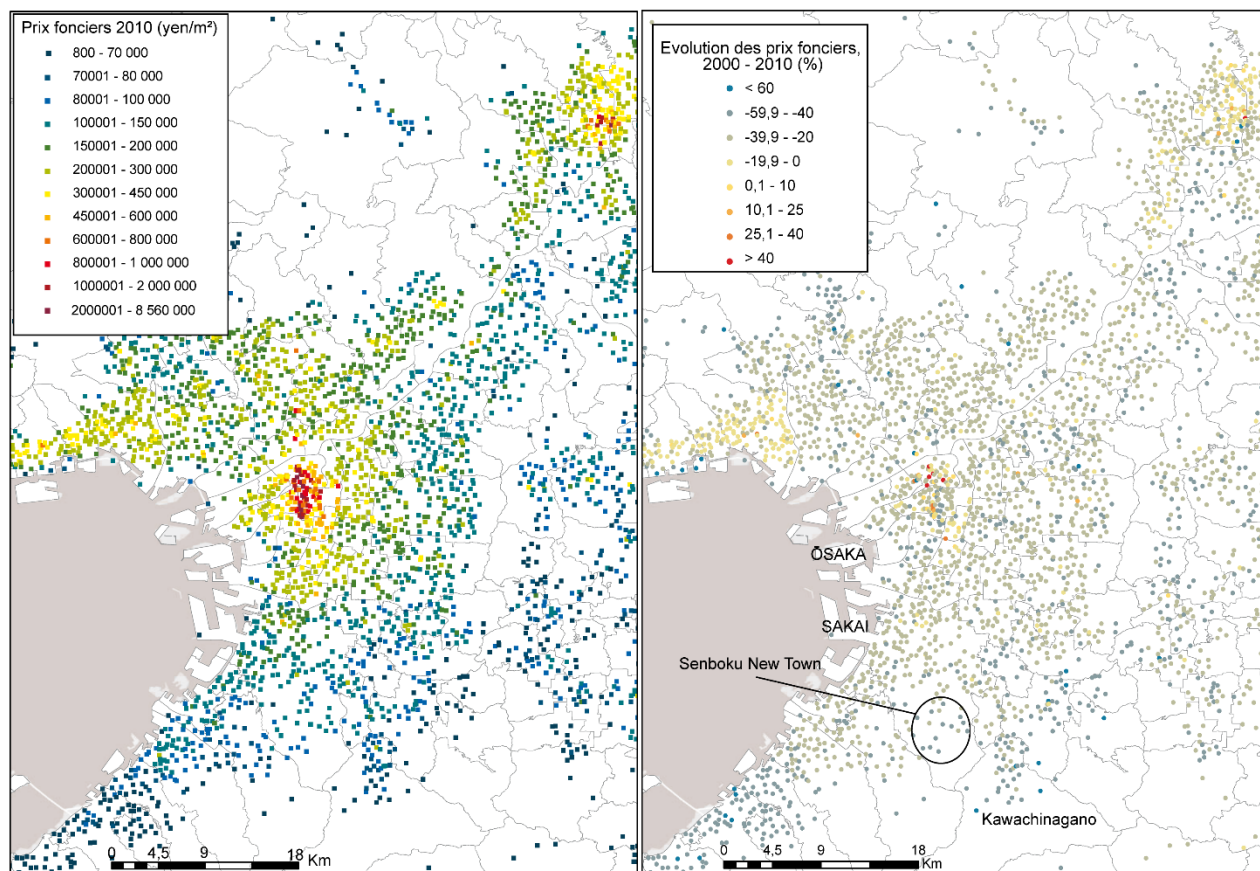 Prix fonciers 2010 (yen/m²)
800 - 70 000
70001 - 80 000
80001 - 100 000
100001 - 150 000
150001 - 200 000
200001 - 300 000
300001 - 450 000
450001 - 600 000
600001 - 800 000
800001 - 1 000 000
1000001 - 2 000 000
2000001 - 8 560 000
0 4,5 9 18 Km
Evolution des prix fonciers,
2000 - 2010 (%)
< 60
-59,9 - -40
-39,9 - -20
-19,9 - 0
0,1 - 10
10,1 - 25
25,1 - 40
> 40
ŌSAKA
SAKAI
Senboku New Town
Kawachinagano
0 4,5 9 18 Km